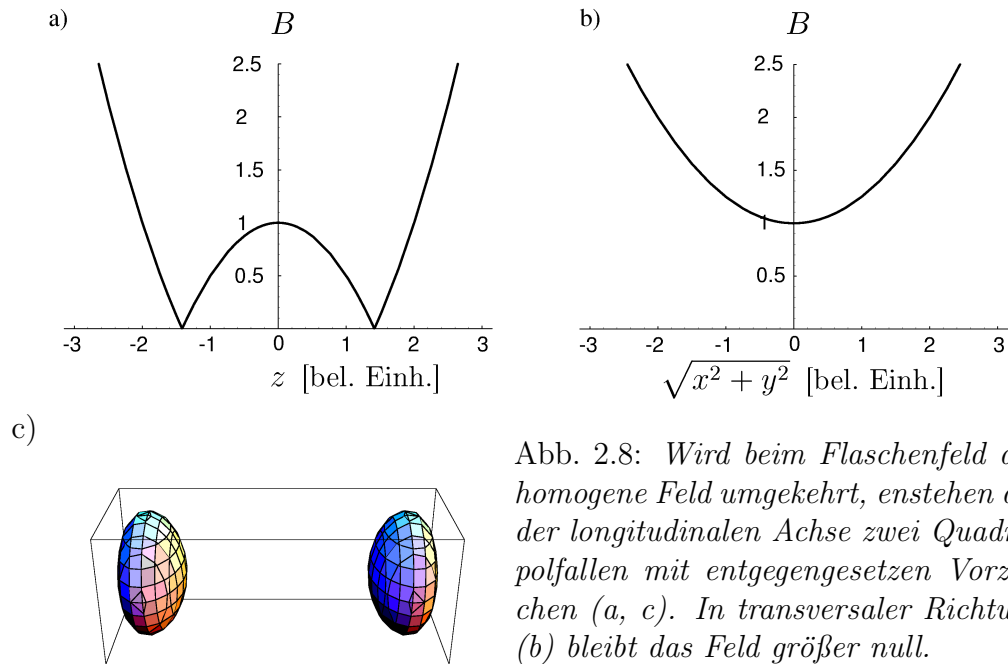 a)
B
2.5
2
1.5
1
0.5
-3 -2 -1 0 1 2 3
z [bel. Einh.]
b)
B
2.5
2
1.5
1
0.5
-3 -2 -1 0 1 2 3
√x² + y² [bel. Einh.]
c)
Abb. 2.8: Wird beim Flaschenfeld
homogene Feld umgekehrt, enstehen
der longitudinalen Achse zwei Quadr
polfallen mit entgegengesetzen Vorz
chen (a, c). In transversaler Richtu
(b) bleibt das Feld größer null.